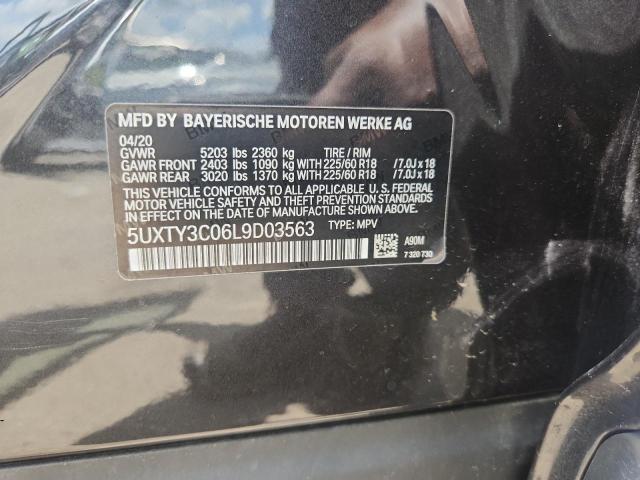 MFD BY BAYERISCHE MOTOREN WERKE AG
04/20
GVWR 5203 lbs 2360 kg TIRE / RIM
GAWR FRONT 2403 lbs 1090 kg WITH 225/60 R18 /7.0J x 18
GAWR REAR 3020 lbs 1370 kg WITH 225/60 R18 /7.0J x 18
THIS VEHICLE CONFORMS TO ALL APPLICABLE U. S. FEDERAL
MOTOR VEHICLE SAFETY AND THEFT PREVENTION STANDARDS
IN EFFECT ON THE DATE OF MANUFACTURE SHOWN ABOVE.
5UXTY3C06L9D03563 TYPE: MPV
A90M
7 320 730